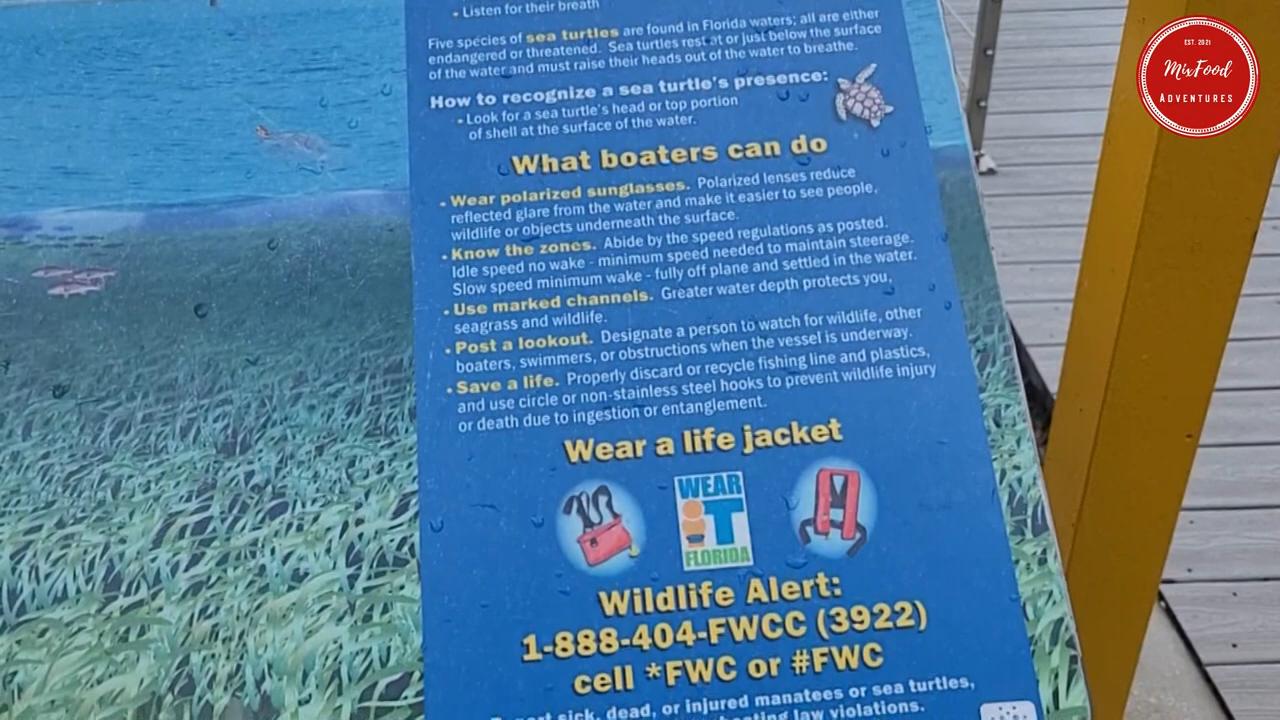 • Listen for their breath
Five species of sea turtles are found in Florida waters; all are either
endangered or threatened. Sea turtles rest at or just below the surface
of the water and must raise their heads out of the water to breathe.
How to recognize a sea turtle's presence:
• Look for a sea turtle's head or top portion
of shell at the surface of the water.
What boaters can do
• Wear polarized sunglasses. Polarized lenses reduce
reflected glare from the water and make it easier to see people,
wildlife or objects underneath the surface.
• Know the zones. Abide by the speed regulations as posted.
Idle speed no wake - minimum speed needed to maintain steerage.
Slow speed minimum wake - fully off plane and settled in the water.
• Use marked channels. Greater water depth protects you,
seagrass and wildlife.
• Post a lookout. Designate a person to watch for wildlife, other
boaters, swimmers, or obstructions when the vessel is underway.
• Save a life. Properly discard or recycle fishing line and plastics,
and use circle or non-stainless steel hooks to prevent wildlife injury
or death due to ingestion or entanglement.
Wear a life jacket
WEAR
iT
FLORIDA
Wildlife Alert:
1-888-404-FWCC (3922)
cell *FWC or #FWC
sick, dead, or injured manatees or sea turtles,
boating law violations.
EST. 2021
MixFood
ADVENTURES